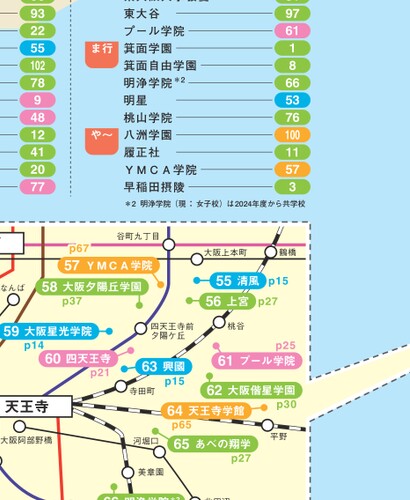 93
22
55
102
78
9
48
12
41
20
77
東大谷 97
プール学院 61
ま行 箕面学園 1
箕面自由学園 8
明浄学院*2 66
明星 53
桃山学院 76
や〜 八洲学園 100
履正社 11
YMCA学院 57
早稲田摂陵 3
*2 明浄学院（現：女子校）は2024年度から共学校
谷町九丁目
p67
大阪上本町
鶴橋
57 YMCA学院
なんば
58 大阪夕陽丘学園
p37
55 清風 p15
56 上宮 p27
59 大阪星光学院
p14
四天王寺前
夕陽ケ丘
桃谷
60 四天王寺
p21
p25
61 プール学院
63 興國
p15
寺田町
62 大阪偕星学園
p30
天王寺
64 天王寺学館
p65
大阪阿部野橋
河堀口
平野
65 あべの翔学
p27
美章園